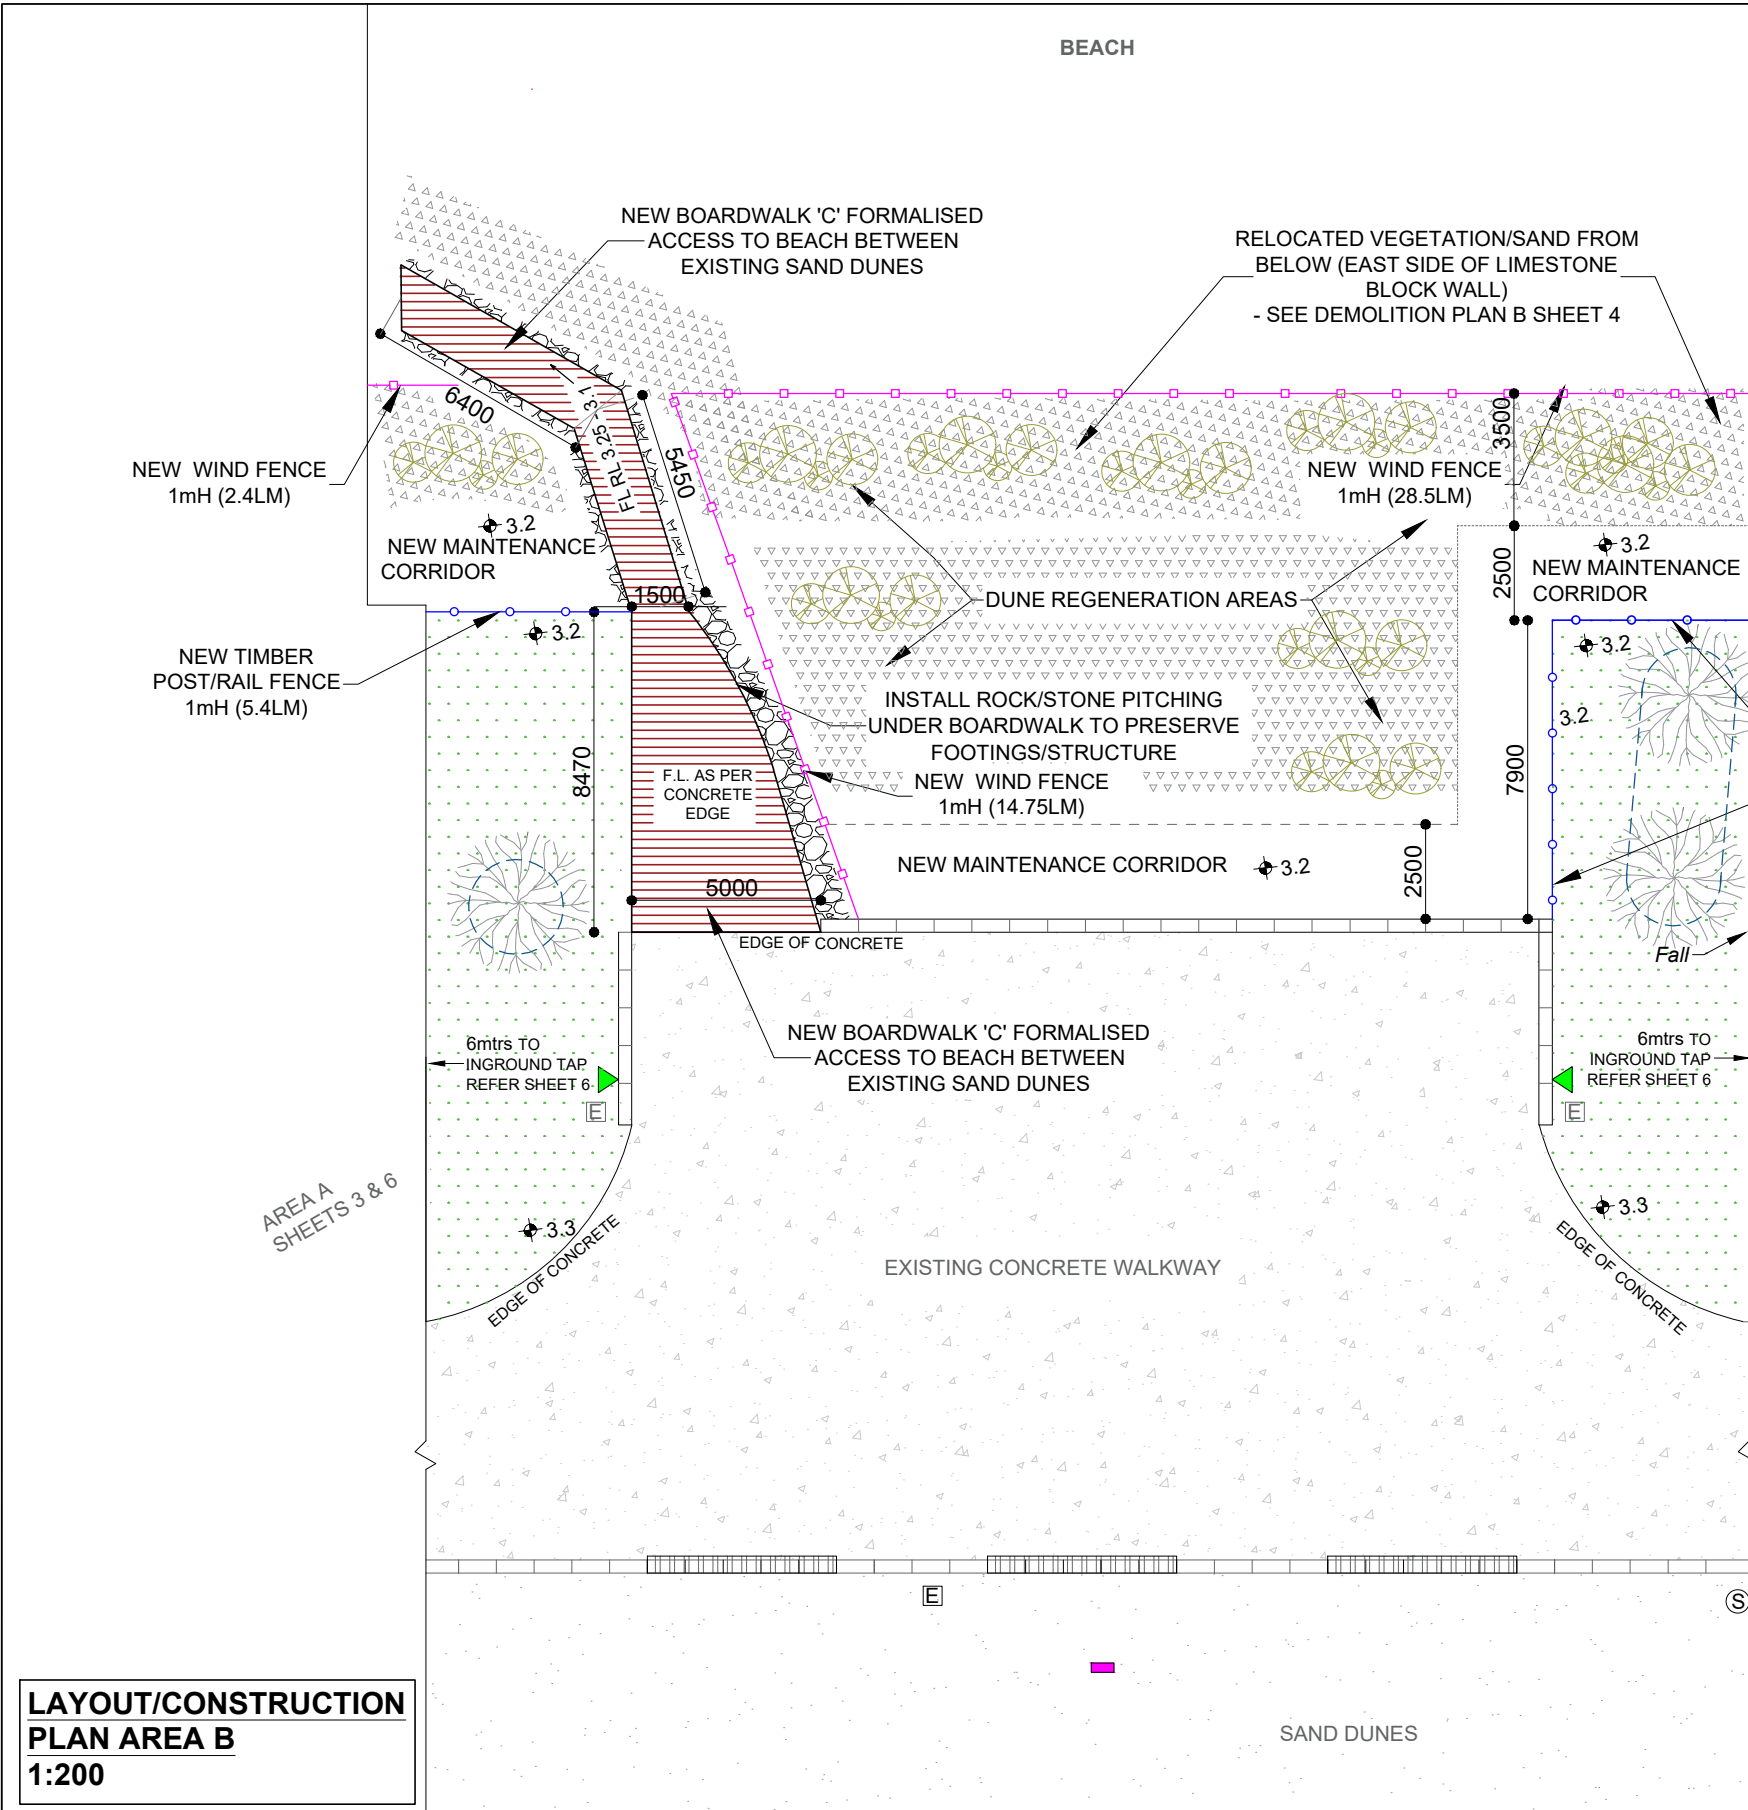 BEACH
NEW BOARDWALK 'C' FORMALISED
ACCESS TO BEACH BETWEEN
EXISTING SAND DUNES
RELOCATED VEGETATION/SAND FROM
BELOW (EAST SIDE OF LIMESTONE
BLOCK WALL)
- SEE DEMOLITION PLAN B SHEET 4
6400
FL RL 3.25 -3.1
5450
3500
NEW WIND FENCE
1mH (2.4LM)
NEW WIND FENCE
1mH (28.5LM)
3.2
NEW MAINTENANCE
CORRIDOR
3.2
NEW MAINTENANCE
CORRIDOR
2500
1500
DUNE REGENERATION AREAS
3.2
3.2
NEW TIMBER
POST/RAIL FENCE
1mH (5.4LM)
INSTALL ROCK/STONE PITCHING
UNDER BOARDWALK TO PRESERVE
FOOTINGS/STRUCTURE
3.2
8470
F.L. AS PER
CONCRETE
EDGE
NEW WIND FENCE
1mH (14.75LM)
7900
NEW MAINTENANCE CORRIDOR
3.2
2500
5000
EDGE OF CONCRETE
Fall
NEW BOARDWALK 'C' FORMALISED
ACCESS TO BEACH BETWEEN
EXISTING SAND DUNES
6mtrs TO
INGROUND TAP
REFER SHEET 6
6mtrs TO
INGROUND TAP
REFER SHEET 6
E
E
AREA A
SHEETS 3 & 6
3.3
EDGE OF CONCRETE
3.3
EDGE OF CONCRETE
EXISTING CONCRETE WALKWAY
E
S
SAND DUNES
LAYOUT/CONSTRUCTION
PLAN AREA B
1:200